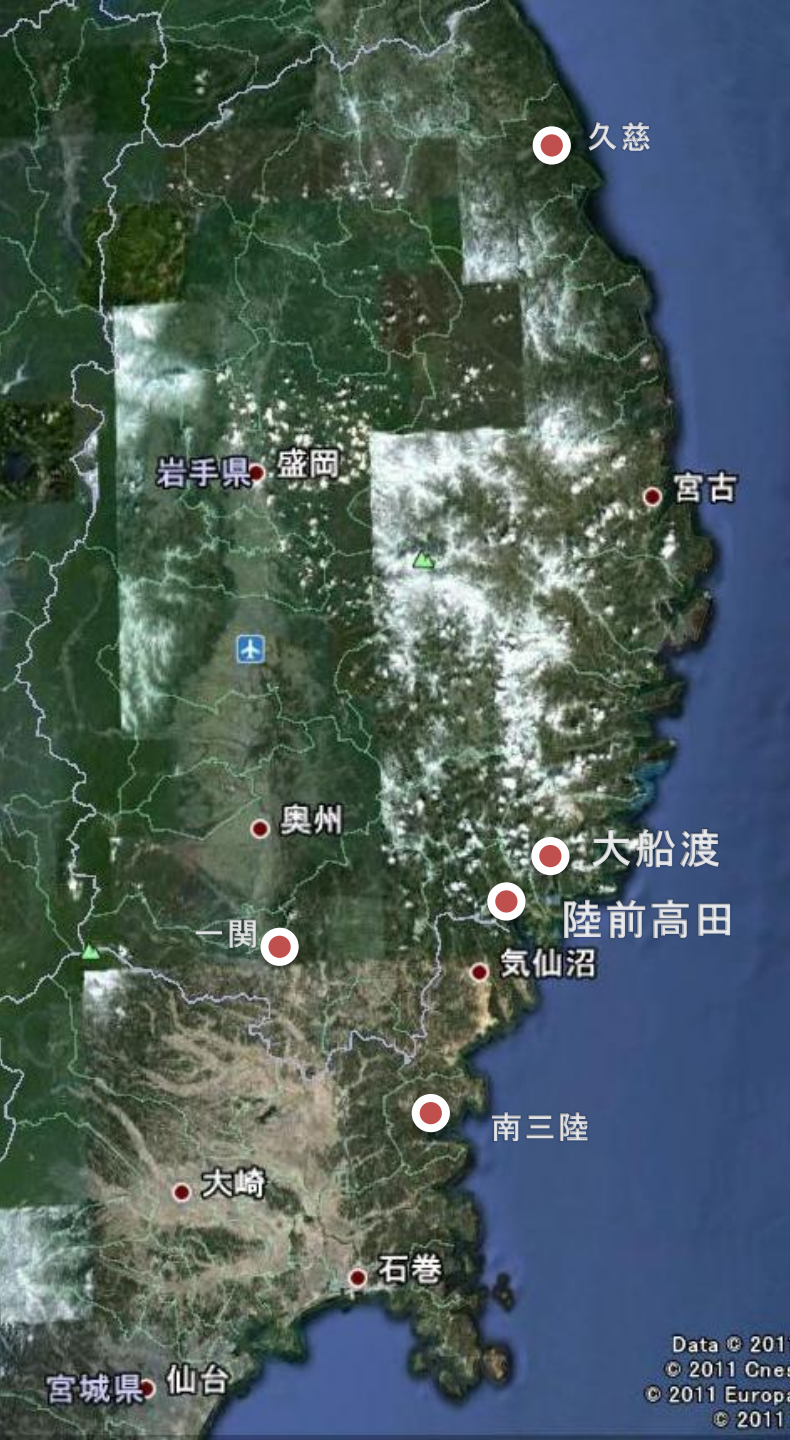 久慈
岩手県
盛岡
宮古
奥州
大船渡
陸前高田
一関
気仙沼
南三陸
大崎
石巻
宮城県
仙台
Data © 201
© 2011 Cnes
© 2011 Europa
© 2011